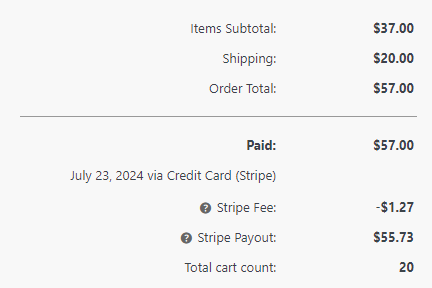 Items Subtotal: $37.00
Shipping: $20.00
Order Total: $57.00
Paid: $57.00
July 23, 2024 via Credit Card (Stripe)
? Stripe Fee: -$1.27
? Stripe Payout: $55.73
Total cart count: 20